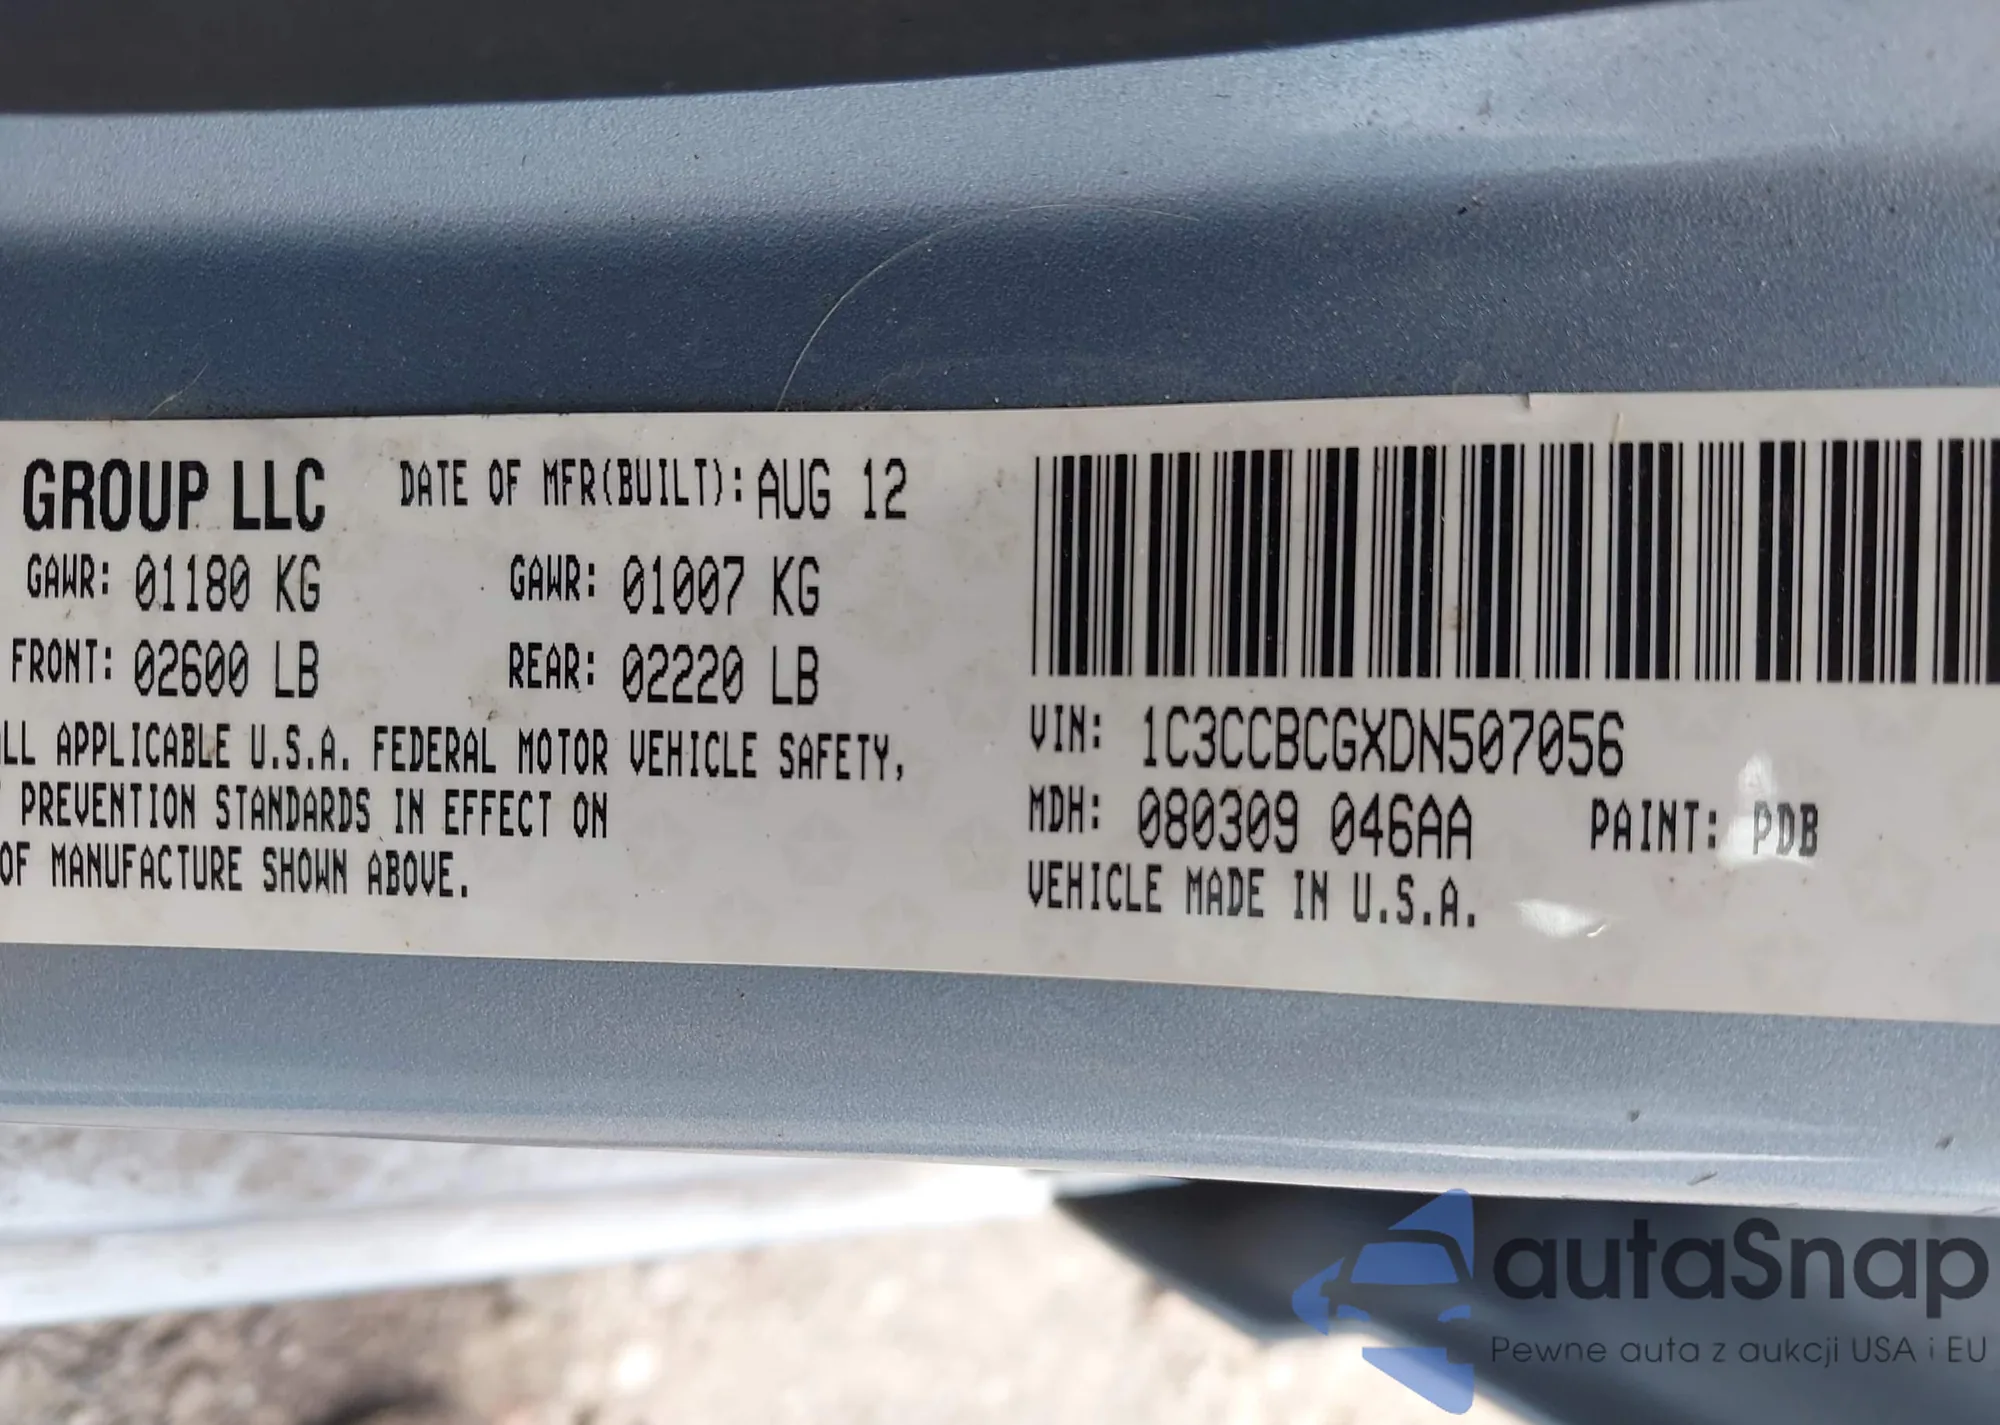 GROUP LLC DATE OF MFR(BUILT): AUG 12
GAWR: 01180 KG GAWR: 01007 KG
FRONT: 02600 LB REAR: 02220 LB
LL APPLICABLE U.S.A. FEDERAL MOTOR VEHICLE SAFETY,
PREVENTION STANDARDS IN EFFECT ON
OF MANUFACTURE SHOWN ABOVE.
VIN: 1C3CCBCGXDN507056
MDH: 080309 046AA PAINT: PDB
VEHICLE MADE IN U.S.A.
autaSnap
Pewne auta z aukcji USA i EU